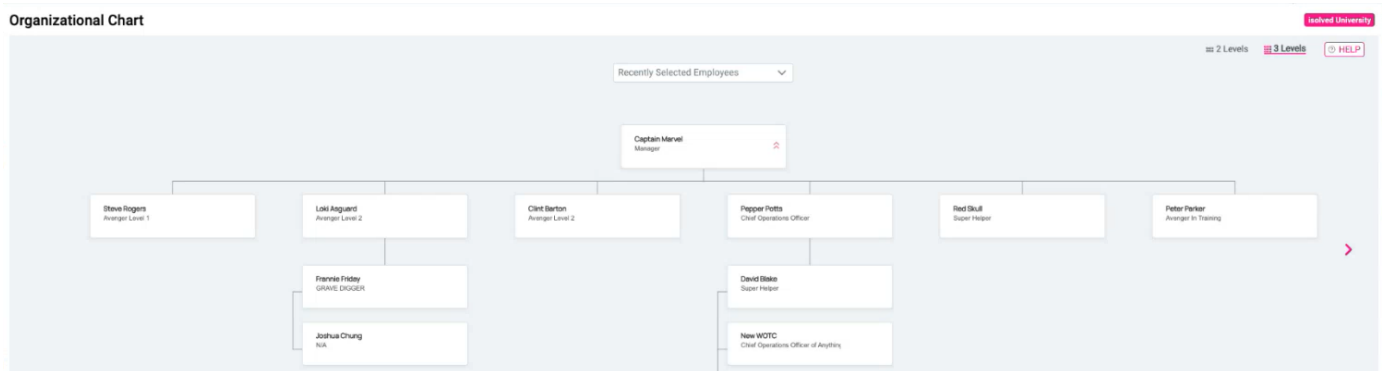 Organizational Chart
isolved University
2 Levels
3 Levels
HELP
Recently Selected Employees
Captain Marvel
Manager
Steve Rogers
Avenger Level 1
Loki Asguard
Avenger Level 2
Clint Barton
Avenger Level 2
Pepper Potts
Chief Operations Officer
Red Skull
Super Helper
Peter Parker
Avenger In Training
Frannie Friday
GRAVE DIGGER
David Blake
Super Helper
Joshua Chung
N/A
New WOTC
Chief Operations Officer of Anything